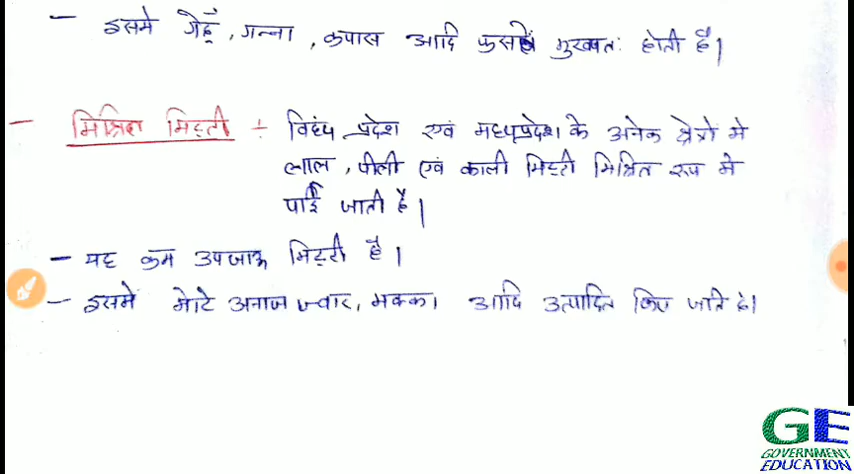 - इसमे गेहूँ, गन्ना, कपास आदि फसलें मुख्यतः होती है।
- मिश्रित मिट्टी ÷ विंध्य प्रदेश एवं मध्यप्रदेश के अनेक क्षेत्रो मे
लाल, पीली एवं काली मिट्टी मिश्रित रूप मे
पाई जाती है।
- यह कम उपजाऊ मिट्टी है।
- इसमे मोटे अनाज ज्वार, मक्का आदि उत्पादित किए जाते है।
GE
GOVERNMENT
EDUCATION